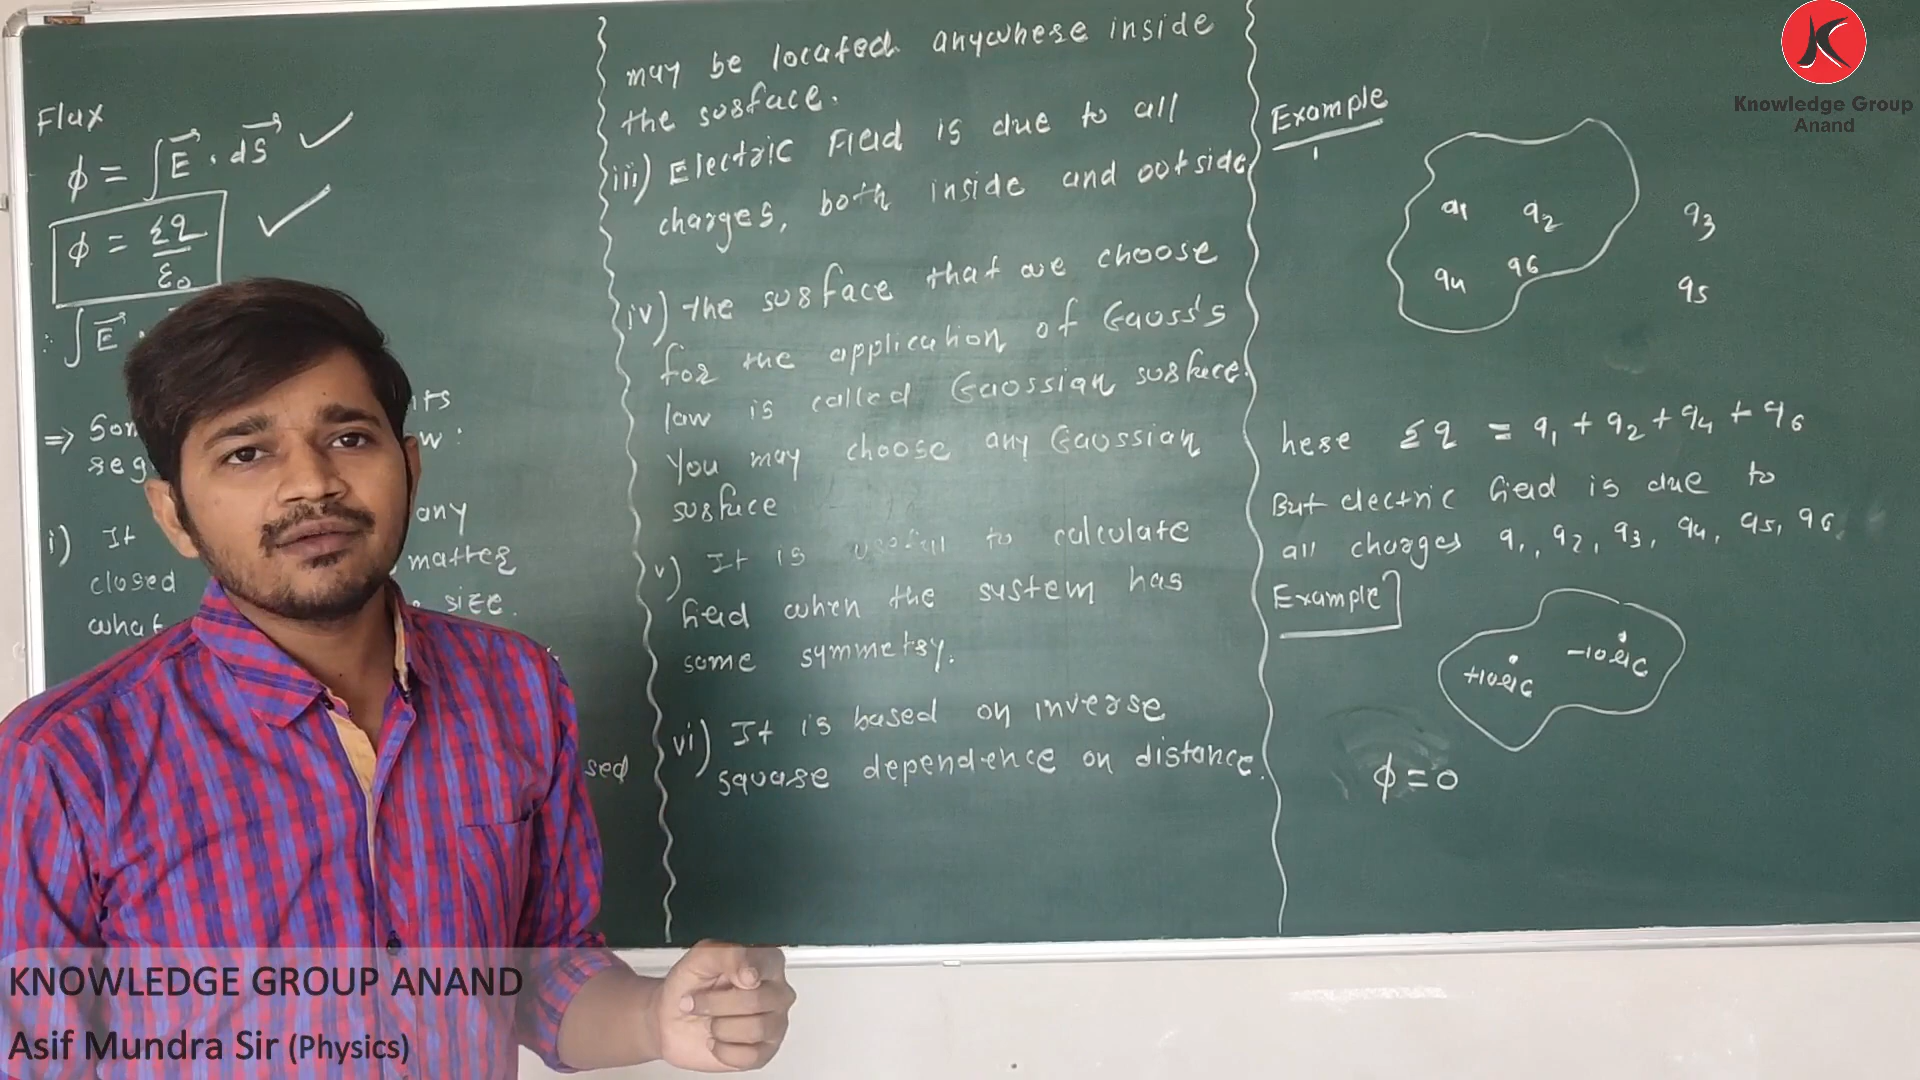 Flux
ϕ = ∫ E⃗ · dS⃗ ✓
ϕ = Σq / ε₀ ✓
∴ ∫ E⃗ ·
⇒ Som
nts
w :
i) It
any
closed
matter
what
size.
sed
may be located anywhere inside
the surface.
iii) Electric Field is due to all
charges, both inside and outside
iv) the surface that we choose
for the application of Gauss's
law is called Gaussian surface.
You may choose any Gaussian
surface
v) It is useful to calculate
field when the system has
some symmetry.
vi) It is based on inverse
square dependence on distance.
Example
1
q₁ q₂ q₃
q₄ q₆ q₅
here Σq = q₁ + q₂ + q₄ + q₆
But electric field is due to
all charges q₁, q₂, q₃, q₄, q₅, q₆
Example
+10μC -10μC
ϕ = 0
K
Knowledge Group
Anand
KNOWLEDGE GROUP ANAND
Asif Mundra Sir (Physics)